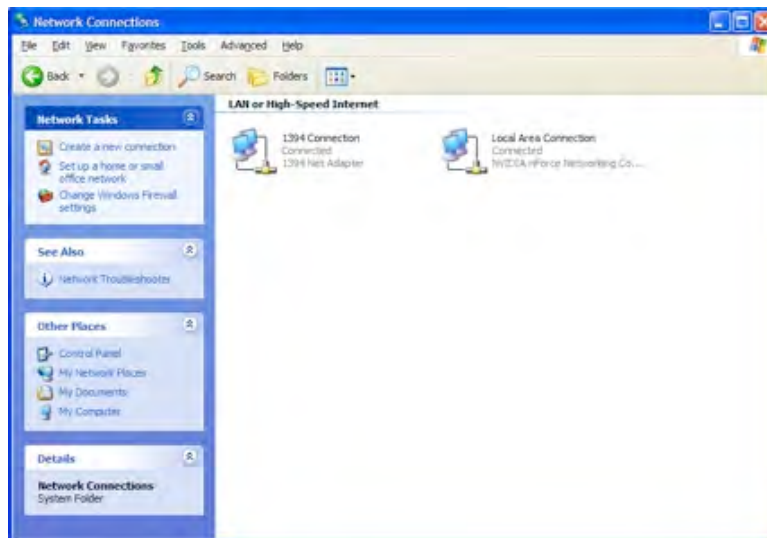 Network Connections
File Edit View Favorites Tools Advanced Help
Back Search Folders
LAN or High-Speed Internet
Network Tasks
Create a new connection
Set up a home or small
office network
Change Windows Firewall
settings
See Also
Network Troubleshooter
Other Places
Control Panel
My Network Places
My Documents
My Computer
Details
Network Connections
System Folder
1394 Connection
Connected
1394 Net Adapter
Local Area Connection
Connected
NVIDIA nForce Networking Co...